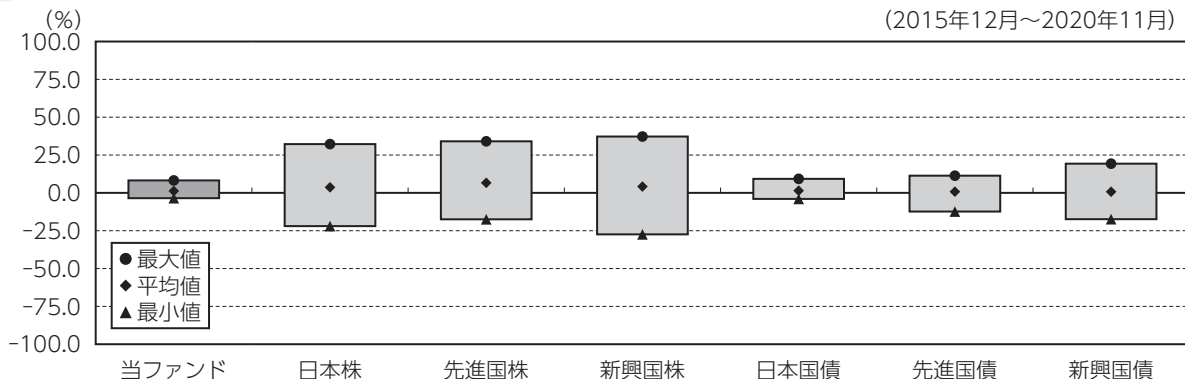 (%)
(2015年12月～2020年11月)
100.0
75.0
50.0
25.0
0.0
-25.0
-50.0
-75.0
-100.0
●最大値
◆平均値
▲最小値
当ファンド 日本株 先進国株 新興国株 日本国債 先進国債 新興国債